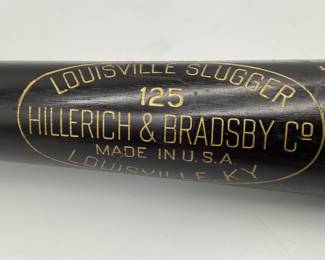 LOUISVILLE SLUGGER
125
HILLERICH & BRADSBY Co
MADE IN U.S.A
LOUISVILLE, KY